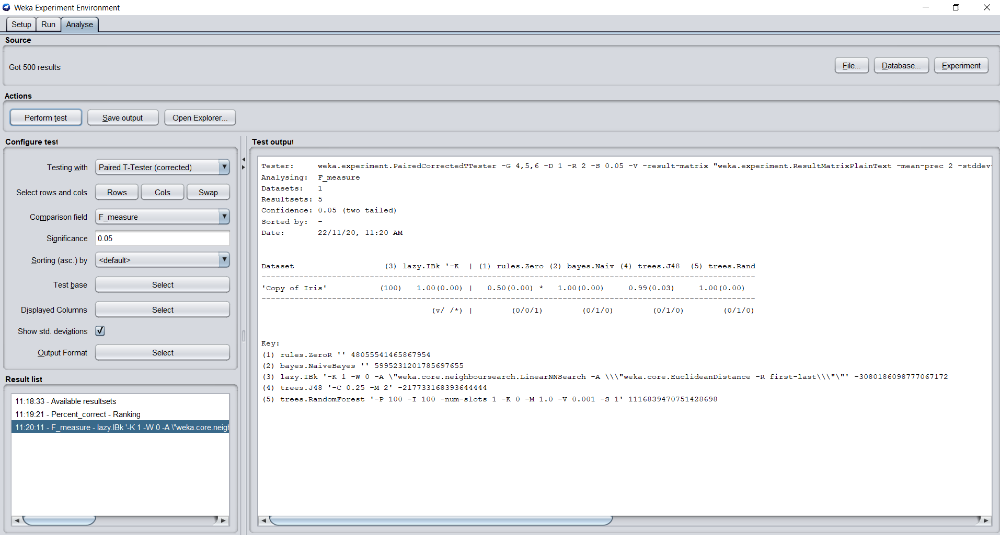 Weka Experiment Environment
Setup Run Analyse
Source
Got 500 results
File... Database... Experiment
Actions
Perform test Save output Open Explorer...
Configure test
Testing with Paired T-Tester (corrected)
Select rows and cols Rows Cols Swap
Comparison field F_measure
Significance 0.05
Sorting (asc.) by <default>
Test base Select
Displayed Columns Select
Show std. deviations
Output Format Select
Result list
11:18:33 - Available resultsets
11:19:21 - Percent_correct - Ranking
11:20:11 - F_measure - lazy.IBk '-K 1 -W 0 -A \"weka.core.neigh
Test output
Tester: weka.experiment.PairedCorrectedTTester -G 4,5,6 -D 1 -R 2 -S 0.05 -V -result-matrix "weka.experiment.ResultMatrixPlainText -mean-prec 2 -stddev-
Analysing: F_measure
Datasets: 1
Resultsets: 5
Confidence: 0.05 (two tailed)
Sorted by: -
Date: 22/11/20, 11:20 AM
Dataset (3) lazy.IBk '-K | (1) rules.Zero (2) bayes.Naiv (4) trees.J48 (5) trees.Rand
'Copy of Iris' (100) 1.00(0.00) | 0.50(0.00) * 1.00(0.00) 0.99(0.03) 1.00(0.00)
(v/ /*) | (0/0/1) (0/1/0) (0/1/0) (0/1/0)
Key:
(1) rules.ZeroR '' 48055541465867954
(2) bayes.NaiveBayes '' 5995231201785697655
(3) lazy.IBk '-K 1 -W 0 -A \"weka.core.neighboursearch.LinearNNSearch -A \\\"weka.core.EuclideanDistance -R first-last\\\"\"' -3080186098777067172
(4) trees.J48 '-C 0.25 -M 2' -217733168393644444
(5) trees.RandomForest '-P 100 -I 100 -num-slots 1 -K 0 -M 1.0 -V 0.001 -S 1' 1116839470751428698